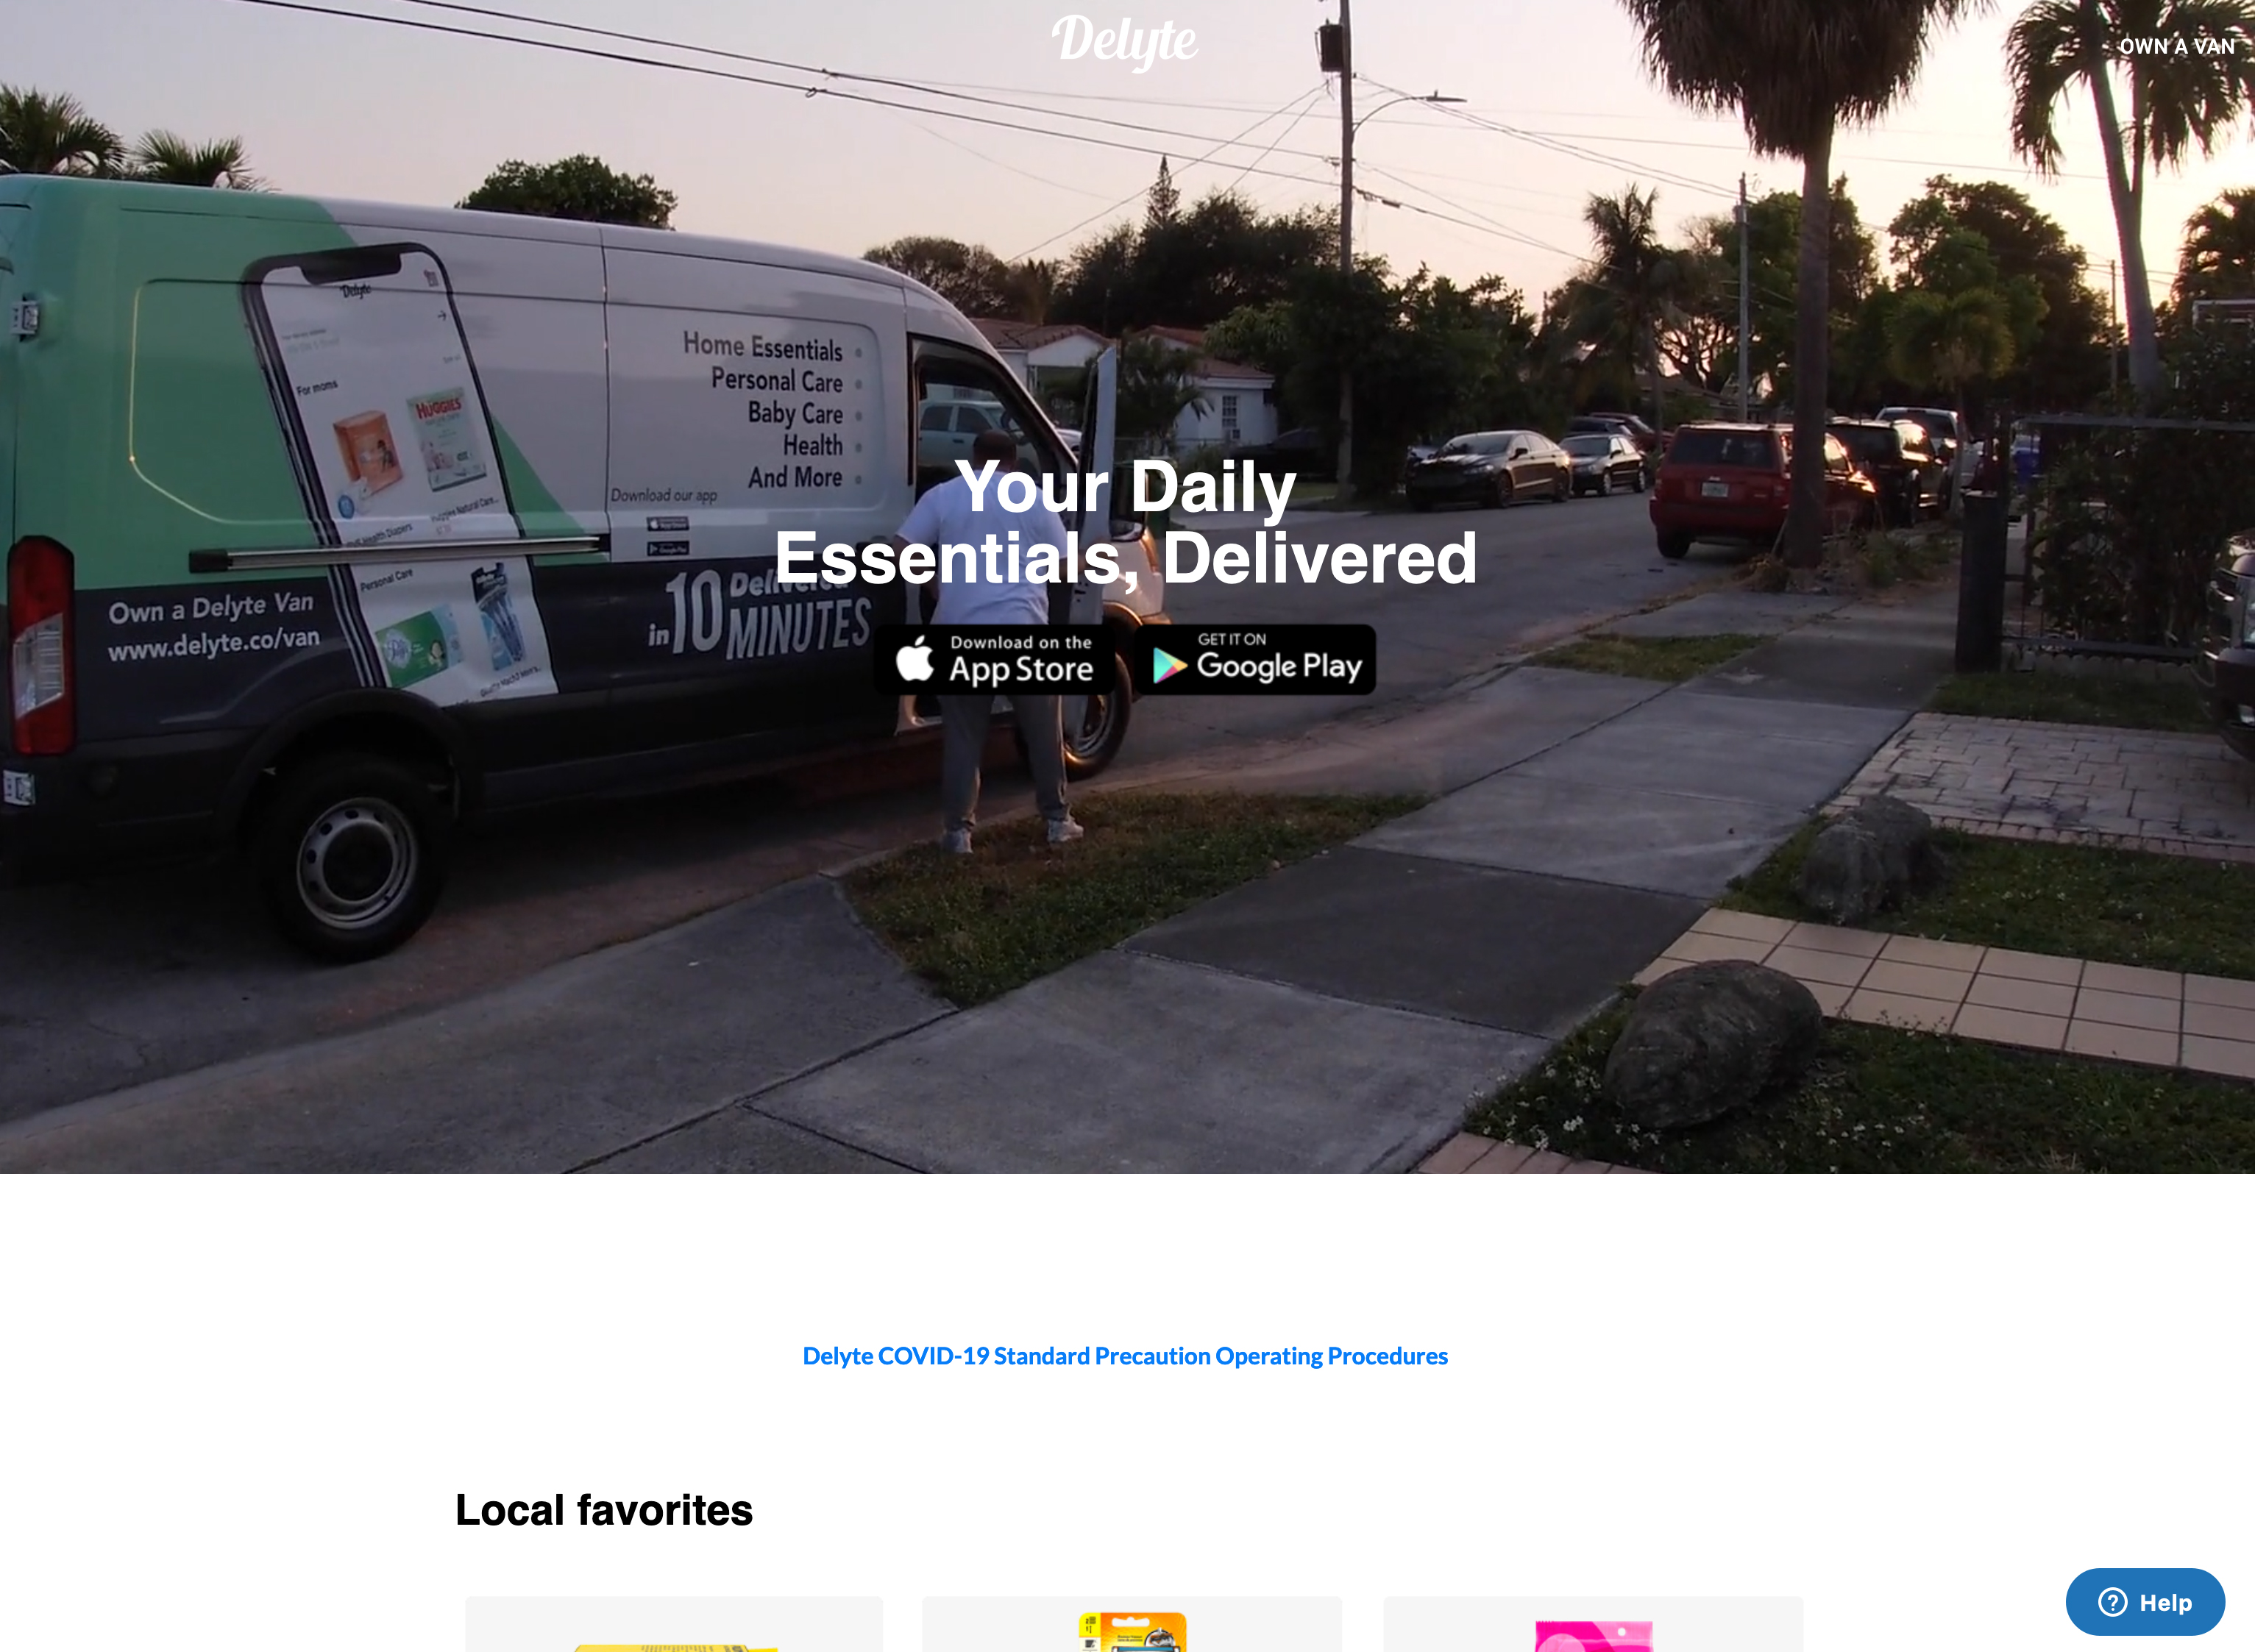 Delyte
OWN A VAN
Delyte
For moms
HUGGIES
Personal Care
Home Essentials
Personal Care
Baby Care
Health
And More
Download our app
Own a Delyte Van
www.delyte.co/van
Delivered
in 10 MINUTES
Your Daily
Essentials, Delivered
Download on the
App Store
GET IT ON
Google Play
Delyte COVID-19 Standard Precaution Operating Procedures
Local favorites
Help